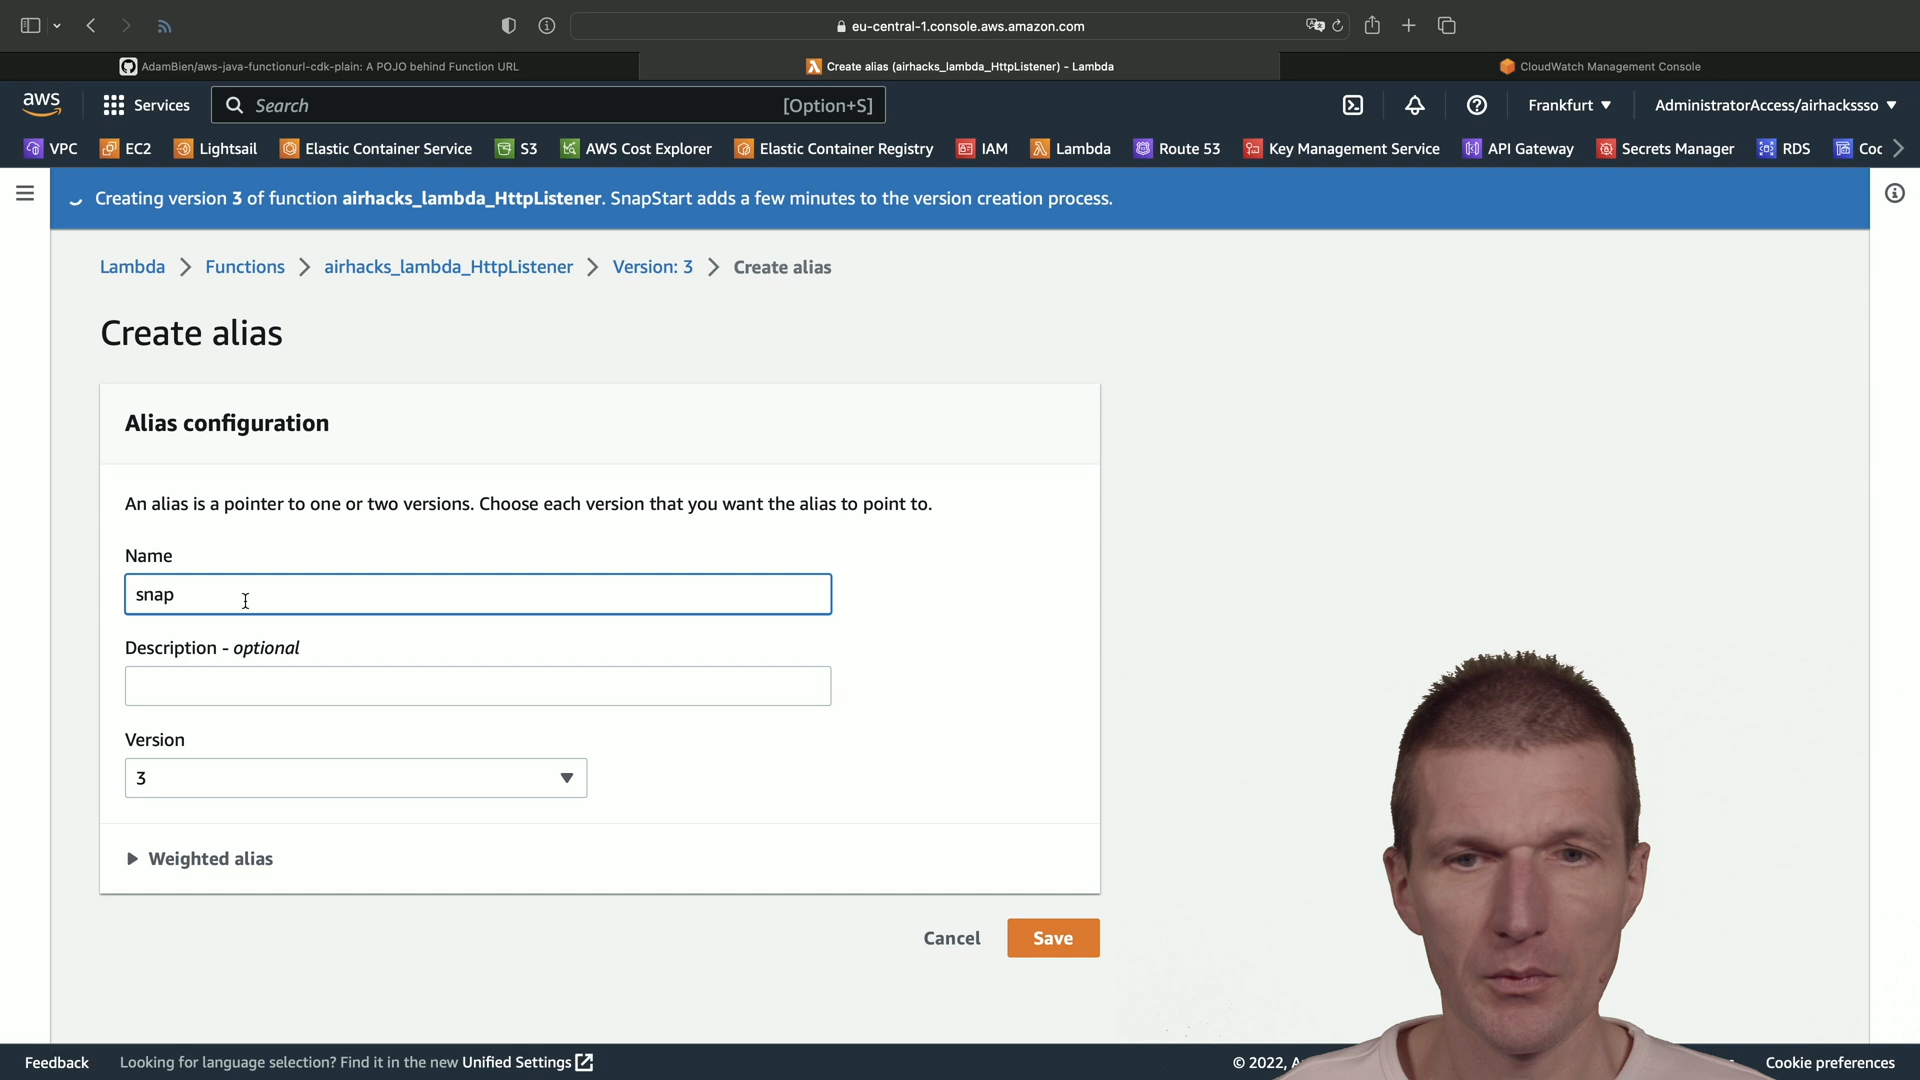 eu-central-1.console.aws.amazon.com
AdamBien/aws-java-functionurl-cdk-plain: A POJO behind Function URL
Create alias (airhacks_lambda_HttpListener) - Lambda
CloudWatch Management Console
aws
Services
Search
[Option+S]
Frankfurt
AdministratorAccess/airhackssso
VPC
EC2
Lightsail
Elastic Container Service
S3
AWS Cost Explorer
Elastic Container Registry
IAM
Lambda
Route 53
Key Management Service
API Gateway
Secrets Manager
RDS
Creating version 3 of function airhacks_lambda_HttpListener. SnapStart adds a few minutes to the version creation process.
Lambda > Functions > airhacks_lambda_HttpListener > Version: 3 > Create alias
Create alias
Alias configuration
An alias is a pointer to one or two versions. Choose each version that you want the alias to point to.
Name
snap
Description - optional
Version
3
Weighted alias
Cancel
Save
Feedback
Looking for language selection? Find it in the new Unified Settings
© 2022,
Cookie preferences